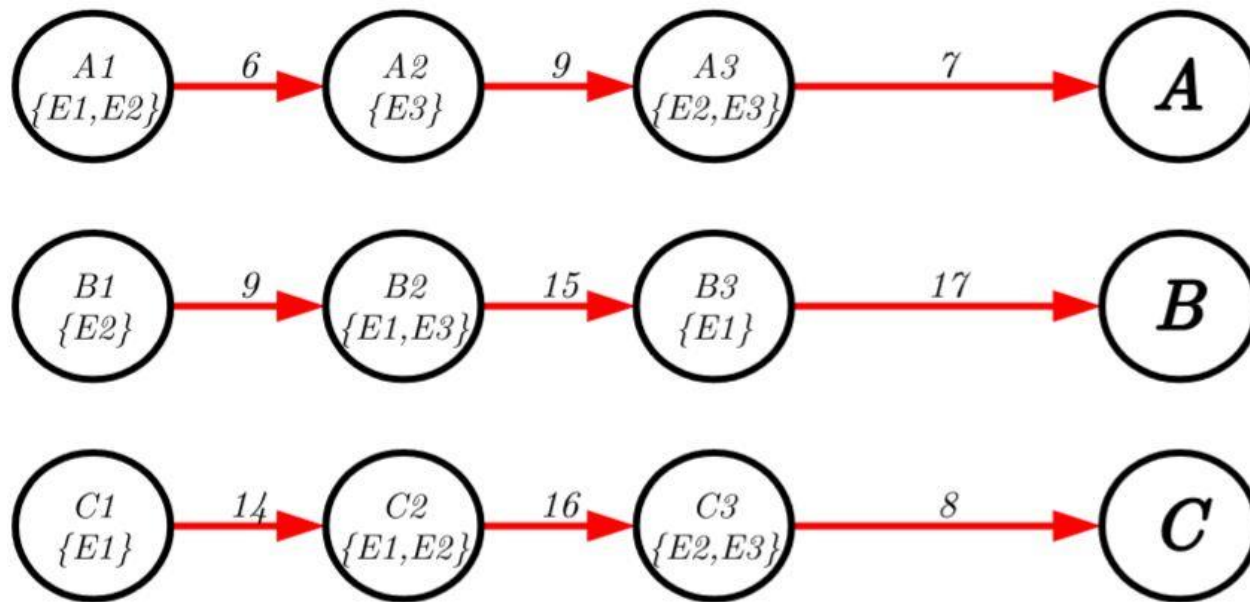 6
9
7
A1
{E1,E2}
A2
{E3}
A3
{E2,E3}
A
9
15
17
B1
{E2}
B2
{E1,E3}
B3
{E1}
B
14
16
8
C1
{E1}
C2
{E1,E2}
C3
{E2,E3}
C